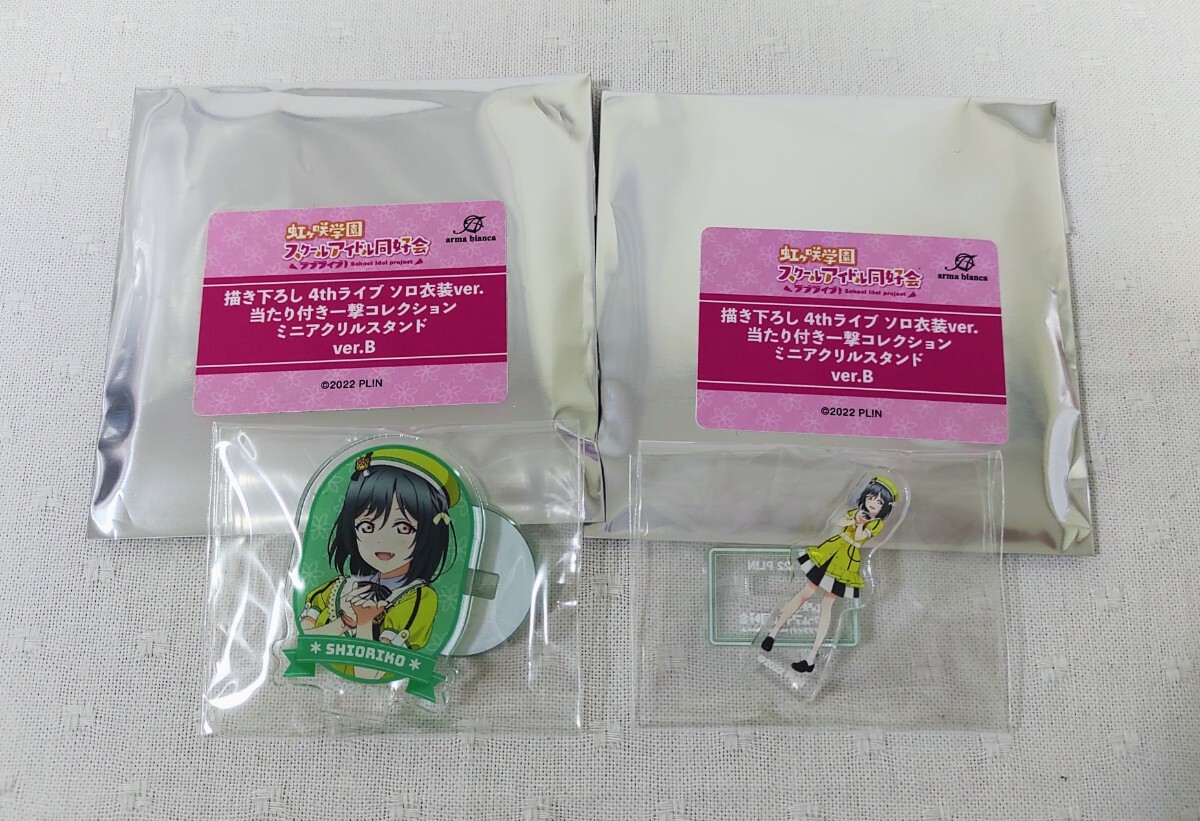 虹ヶ咲学園
スクールアイドル同好会
ラブライブ! School idol project
arma bianca
描き下ろし 4thライブ ソロ衣装ver.
当たり付き一撃コレクション
ミニアクリルスタンド
ver.B
©2022 PLIN
虹ヶ咲学園
スクールアイドル同好会
ラブライブ! School idol project
arma bianca
描き下ろし 4thライブ ソロ衣装ver.
当たり付き一撃コレクション
ミニアクリルスタンド
ver.B
©2022 PLIN
* SHIORIKO *